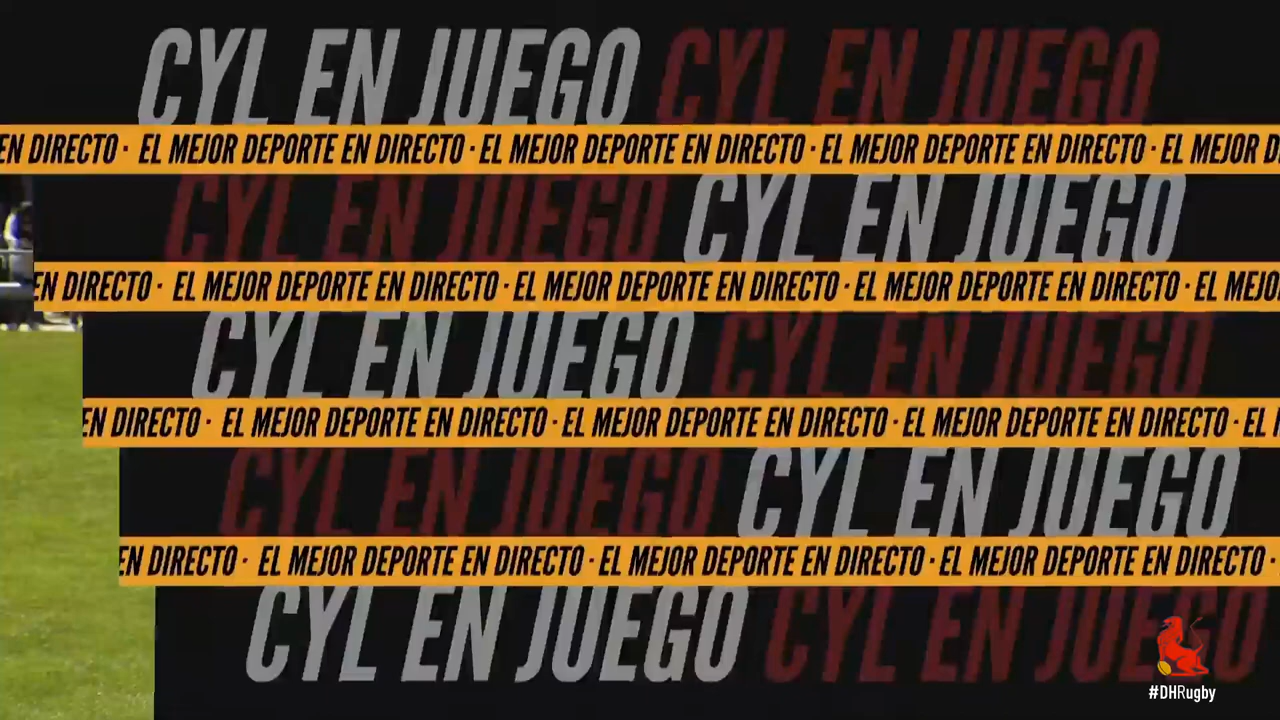 CYL EN JUEGO CYL EN JUEGO
EN DIRECTO · EL MEJOR DEPORTE EN DIRECTO · EL MEJOR DEPORTE EN DIRECTO · EL MEJOR DEPORTE EN DIRECTO · EL MEJOR D
CYL EN JUEGO CYL EN JUEGO
EN DIRECTO · EL MEJOR DEPORTE EN DIRECTO · EL MEJOR DEPORTE EN DIRECTO · EL MEJOR DEPORTE EN DIRECTO · EL MEJO
CYL EN JUEGO CYL EN JUEGO
EN DIRECTO · EL MEJOR DEPORTE EN DIRECTO · EL MEJOR DEPORTE EN DIRECTO · EL MEJOR DEPORTE EN DIRECTO · EL
CYL EN JUEGO CYL EN JUEGO
EN DIRECTO · EL MEJOR DEPORTE EN DIRECTO · EL MEJOR DEPORTE EN DIRECTO · EL MEJOR DEPORTE EN DIRECTO ·
CYL EN JUEGO CYL EN JUEGO
#DHRugby